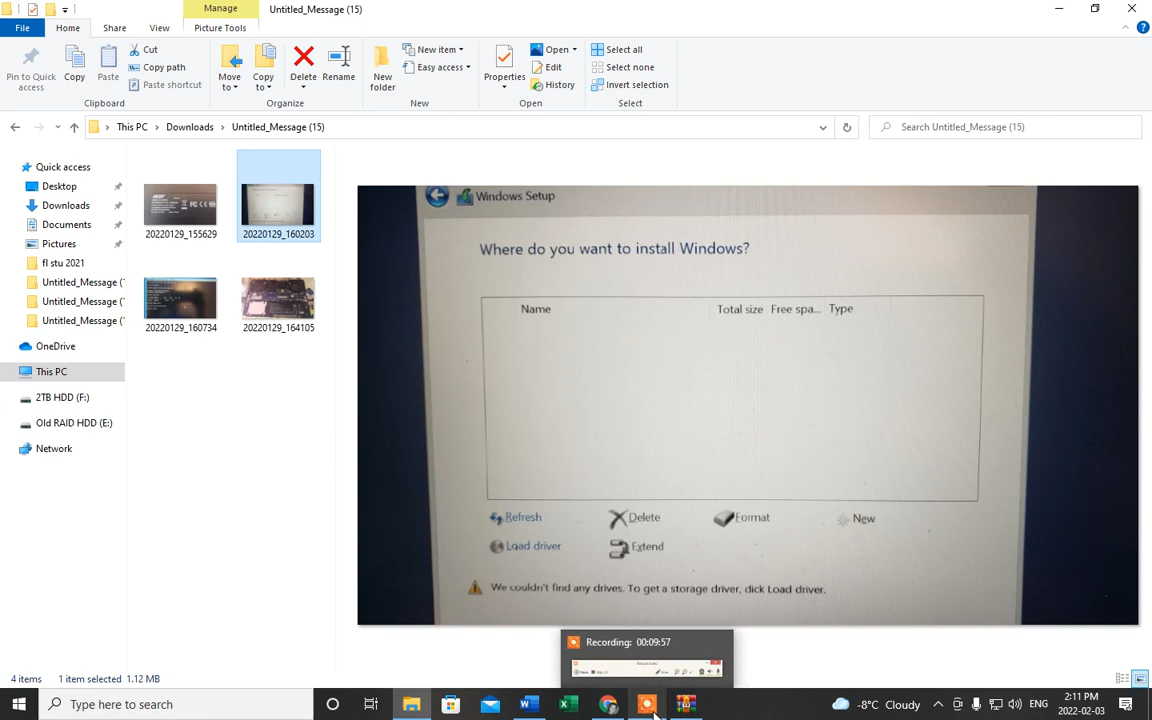 Manage
Untitled_Message (15)
File
Home
Share
View
Picture Tools
Pin to Quick access
Copy
Paste
Cut
Copy path
Paste shortcut
Clipboard
Move to
Copy to
Delete
Rename
Organize
New folder
New item
Easy access
New
Properties
Open
Edit
History
Open
Select all
Select none
Invert selection
Select
This PC
Downloads
Untitled_Message (15)
Search Untitled_Message (15)
Quick access
Desktop
Downloads
Documents
Pictures
fl stu 2021
Untitled_Message (
Untitled_Message (
Untitled_Message (
OneDrive
This PC
2TB HDD (F:)
Old RAID HDD (E:)
Network
20220129_155629
20220129_160203
20220129_160734
20220129_164105
Windows Setup
Where do you want to install Windows?
Name Total size Free spa... Type
Refresh Delete Format New
Load driver Extend
We couldn't find any drives. To get a storage driver, click Load driver.
Recording: 00:09:57
4 items 1 item selected 1.12 MB
Type here to search
-8°C Cloudy
ENG
2:11 PM
2022-02-03